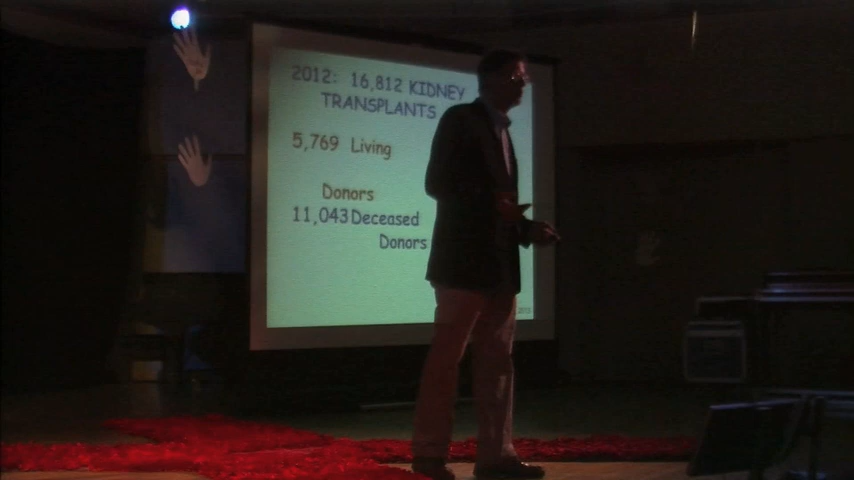 2012: 16,812 KIDNEY
TRANSPLANTS
5,769 Living
Donors
11,043 Deceased
Donors